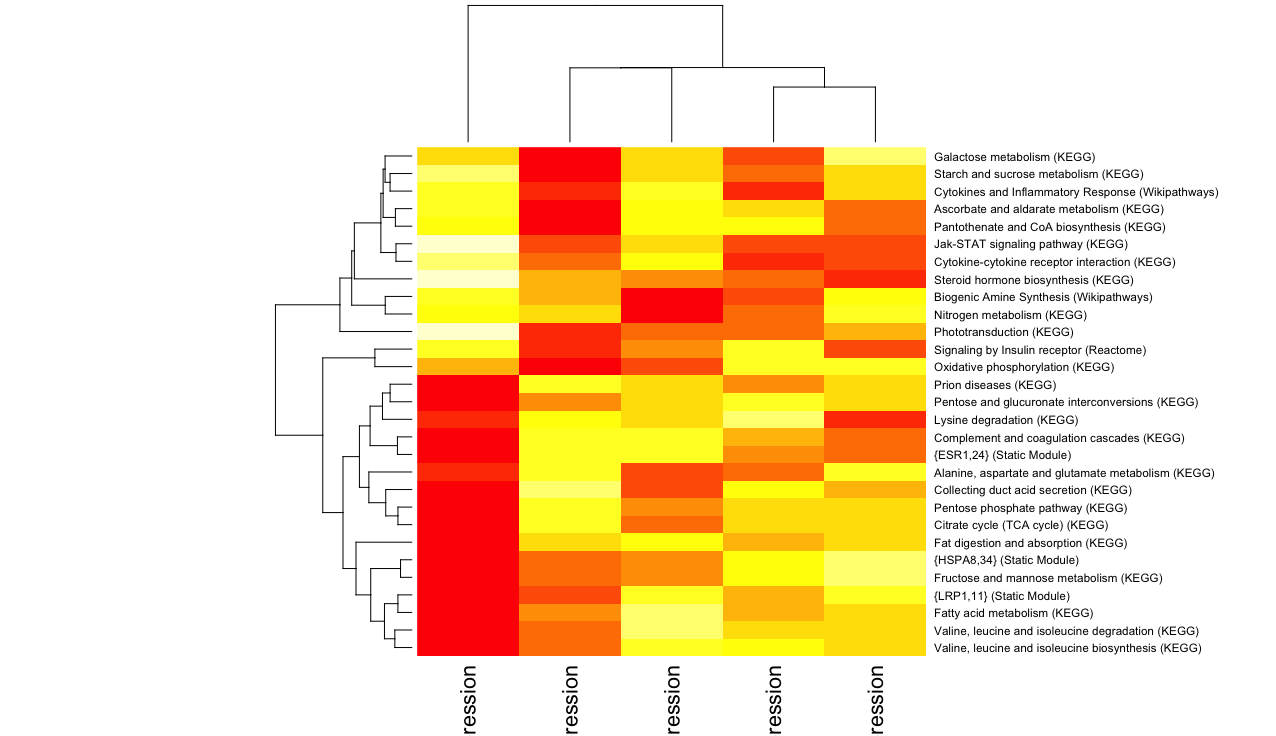 Galactose metabolism (KEGG)
Starch and sucrose metabolism (KEGG)
Cytokines and Inflammatory Response (Wikipathways)
Ascorbate and aldarate metabolism (KEGG)
Pantothenate and CoA biosynthesis (KEGG)
Jak-STAT signaling pathway (KEGG)
Cytokine-cytokine receptor interaction (KEGG)
Steroid hormone biosynthesis (KEGG)
Biogenic Amine Synthesis (Wikipathways)
Nitrogen metabolism (KEGG)
Phototransduction (KEGG)
Signaling by Insulin receptor (Reactome)
Oxidative phosphorylation (KEGG)
Prion diseases (KEGG)
Pentose and glucuronate interconversions (KEGG)
Lysine degradation (KEGG)
Complement and coagulation cascades (KEGG)
{ESR1,24} (Static Module)
Alanine, aspartate and glutamate metabolism (KEGG)
Collecting duct acid secretion (KEGG)
Pentose phosphate pathway (KEGG)
Citrate cycle (TCA cycle) (KEGG)
Fat digestion and absorption (KEGG)
{HSPA8,34} (Static Module)
Fructose and mannose metabolism (KEGG)
{LRP1,11} (Static Module)
Fatty acid metabolism (KEGG)
Valine, leucine and isoleucine degradation (KEGG)
Valine, leucine and isoleucine biosynthesis (KEGG)
ression
ression
ression
ression
ression